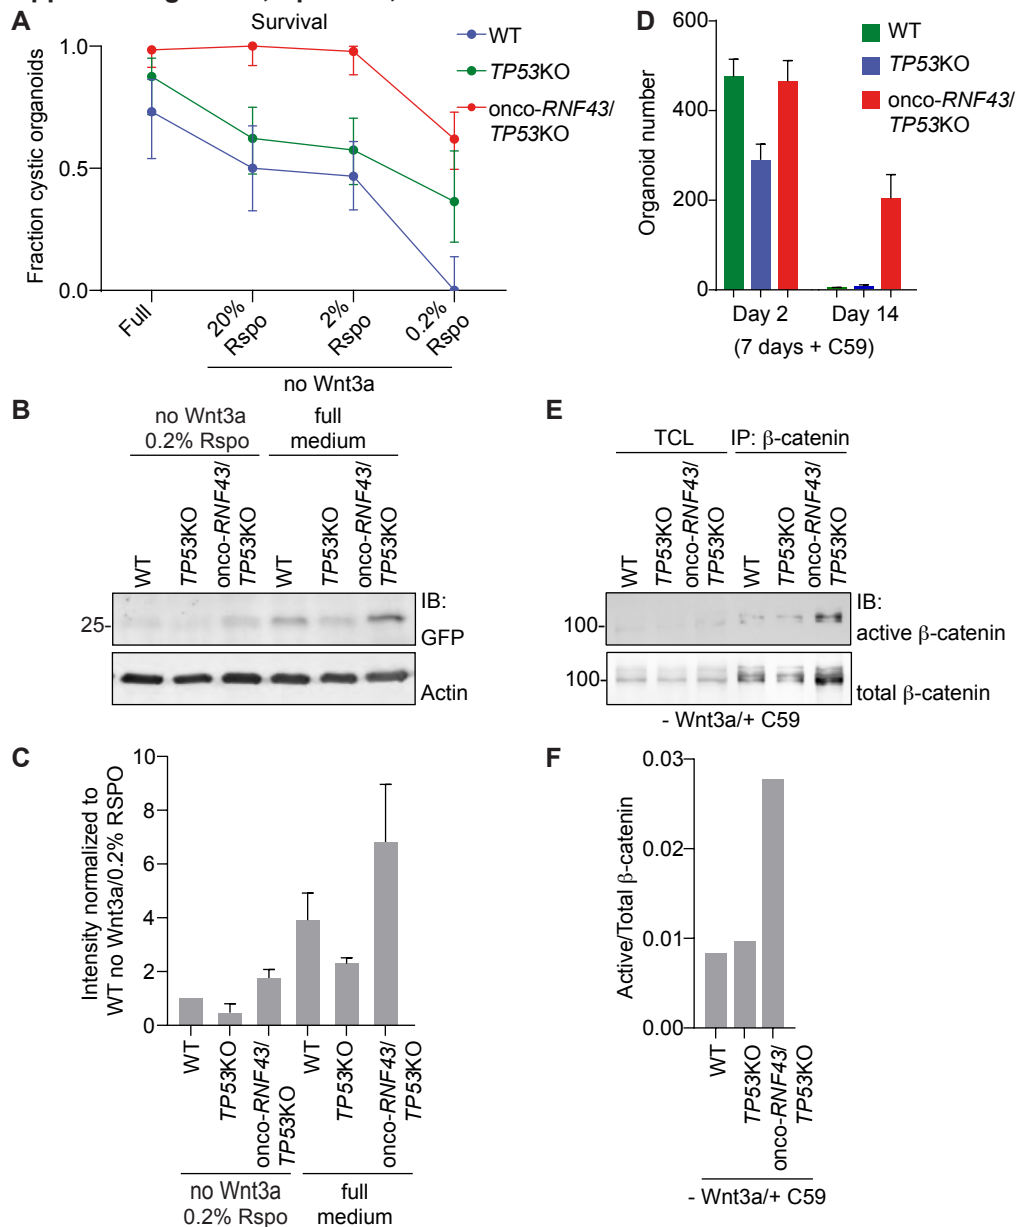 A
Survival
Fraction cystic organoids
1.0
0.5
0.0
Full
20%
Rspo
2%
Rspo
0.2%
Rspo
no Wnt3a
WT
TP53KO
onco-RNF43/
TP53KO
D
Organoid number
600
400
200
0
Day 2
Day 14
(7 days + C59)
WT
TP53KO
onco-RNF43/
TP53KO
B
no Wnt3a
0.2% Rspo
full
medium
WT
TP53KO
onco-RNF43/
TP53KO
WT
TP53KO
onco-RNF43/
TP53KO
25-
IB:
GFP
Actin
E
TCL
IP: β-catenin
WT
TP53KO
onco-RNF43/
TP53KO
WT
TP53KO
onco-RNF43/
TP53KO
100-
IB:
active β-catenin
100-
total β-catenin
- Wnt3a/+ C59
C
Intensity normalized to
WT no Wnt3a/0.2% RSPO
10
8
6
4
2
0
WT
TP53KO
onco-RNF43/
TP53KO
WT
TP53KO
onco-RNF43/
TP53KO
no Wnt3a
0.2% Rspo
full
medium
F
Active/Total β-catenin
0.03
0.02
0.01
0.00
WT
TP53KO
onco-RNF43/
TP53KO
- Wnt3a/+ C59